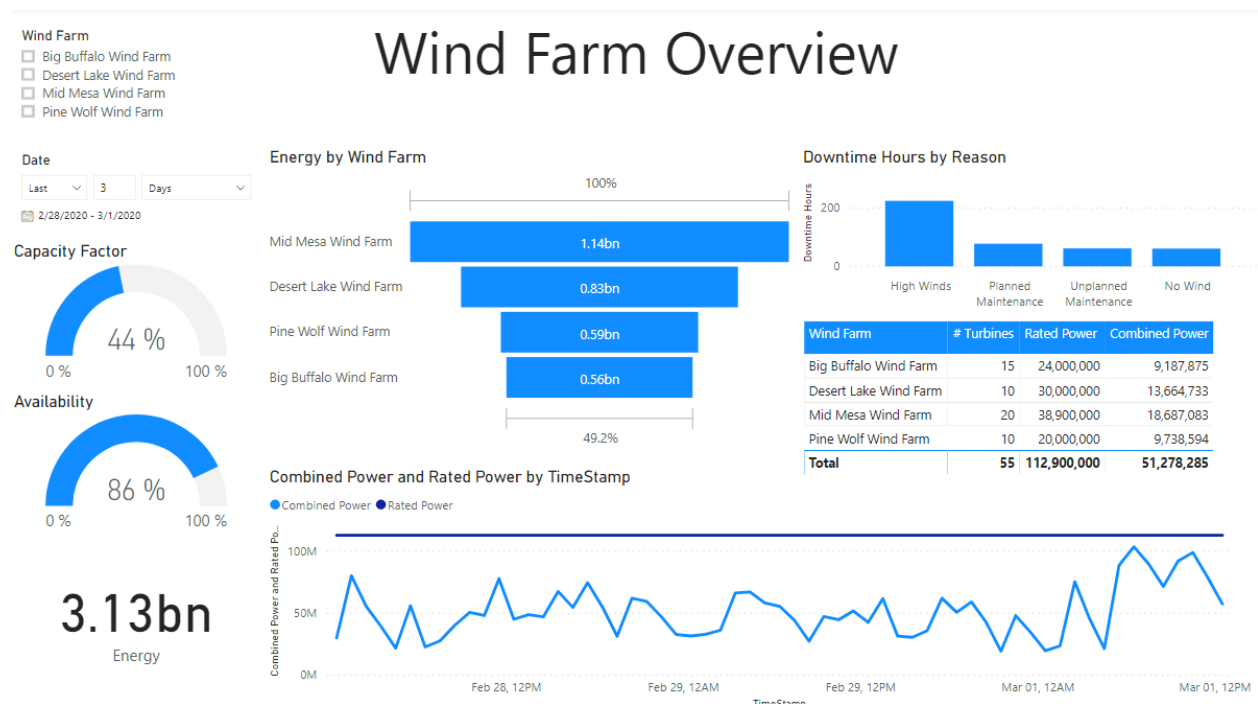 Wind Farm Overview
Wind Farm
Big Buffalo Wind Farm
Desert Lake Wind Farm
Mid Mesa Wind Farm
Pine Wolf Wind Farm
Date
Last 3 Days
2/28/2020 - 3/1/2020
Capacity Factor
44 %
0 % 100 %
Availability
86 %
0 % 100 %
3.13bn
Energy
Energy by Wind Farm
100%
Mid Mesa Wind Farm 1.14bn
Desert Lake Wind Farm 0.83bn
Pine Wolf Wind Farm 0.59bn
Big Buffalo Wind Farm 0.56bn
49.2%
Downtime Hours by Reason
Downtime Hours
200
0
High Winds Planned Maintenance Unplanned Maintenance No Wind
Wind Farm # Turbines Rated Power Combined Power
Big Buffalo Wind Farm 15 24,000,000 9,187,875
Desert Lake Wind Farm 10 30,000,000 13,664,733
Mid Mesa Wind Farm 20 38,900,000 18,687,083
Pine Wolf Wind Farm 10 20,000,000 9,738,594
Total 55 112,900,000 51,278,285
Combined Power and Rated Power by TimeStamp
Combined Power Rated Power
Combined Power and Rated Po...
100M
50M
0M
Feb 28, 12PM Feb 29, 12AM Feb 29, 12PM Mar 01, 12AM Mar 01, 12PM
TimeStamp